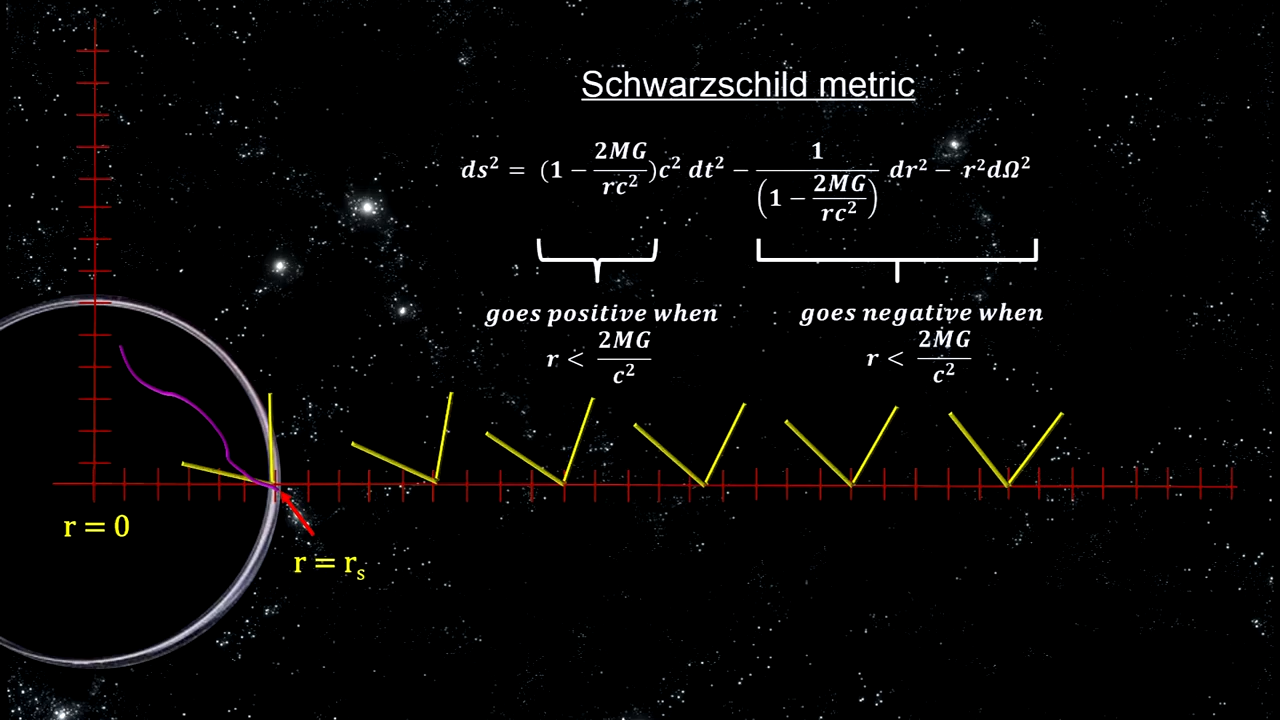 Schwarzschild metric
ds² = (1 − 2MG/rc²)c² dt² − 1/(1 − 2MG/rc²) dr² − r²dΩ²
goes positive when
r < 2MG/c²
goes negative when
r < 2MG/c²
r = 0
r = rₛ